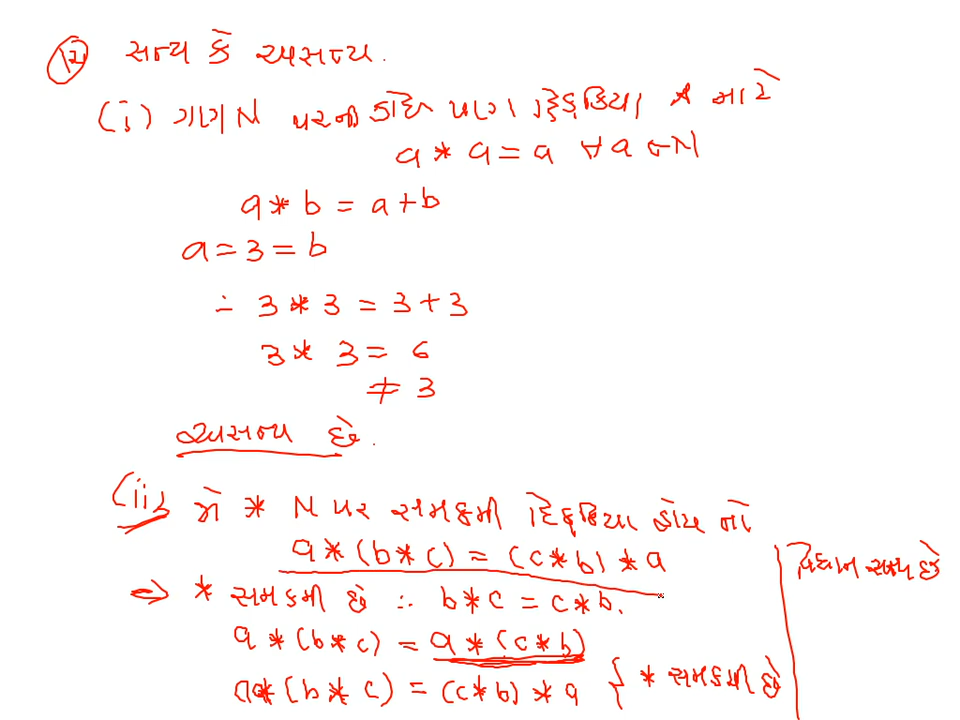 (12) સત્ય કે અસત્ય.
(i) ગણ N પરની કોઈ પણ દ્વિક્રિયા * માટે
a * a = a ∀ a ∈ N
a * b = a + b
a = 3 = b
∴ 3 * 3 = 3 + 3
3 * 3 = 6
≠ 3
અસત્ય છે.
(ii) જો * N પર સમક્રમી દ્વિક્રિયા હોય તો
a * (b * c) = (c * b) * a
⇒ * સમક્રમી છે ∴ b * c = c * b.
a * (b * c) = a * (c * b)
a * (b * c) = (c * b) * a } * સમક્રમી છે
વિધાન સત્ય છે